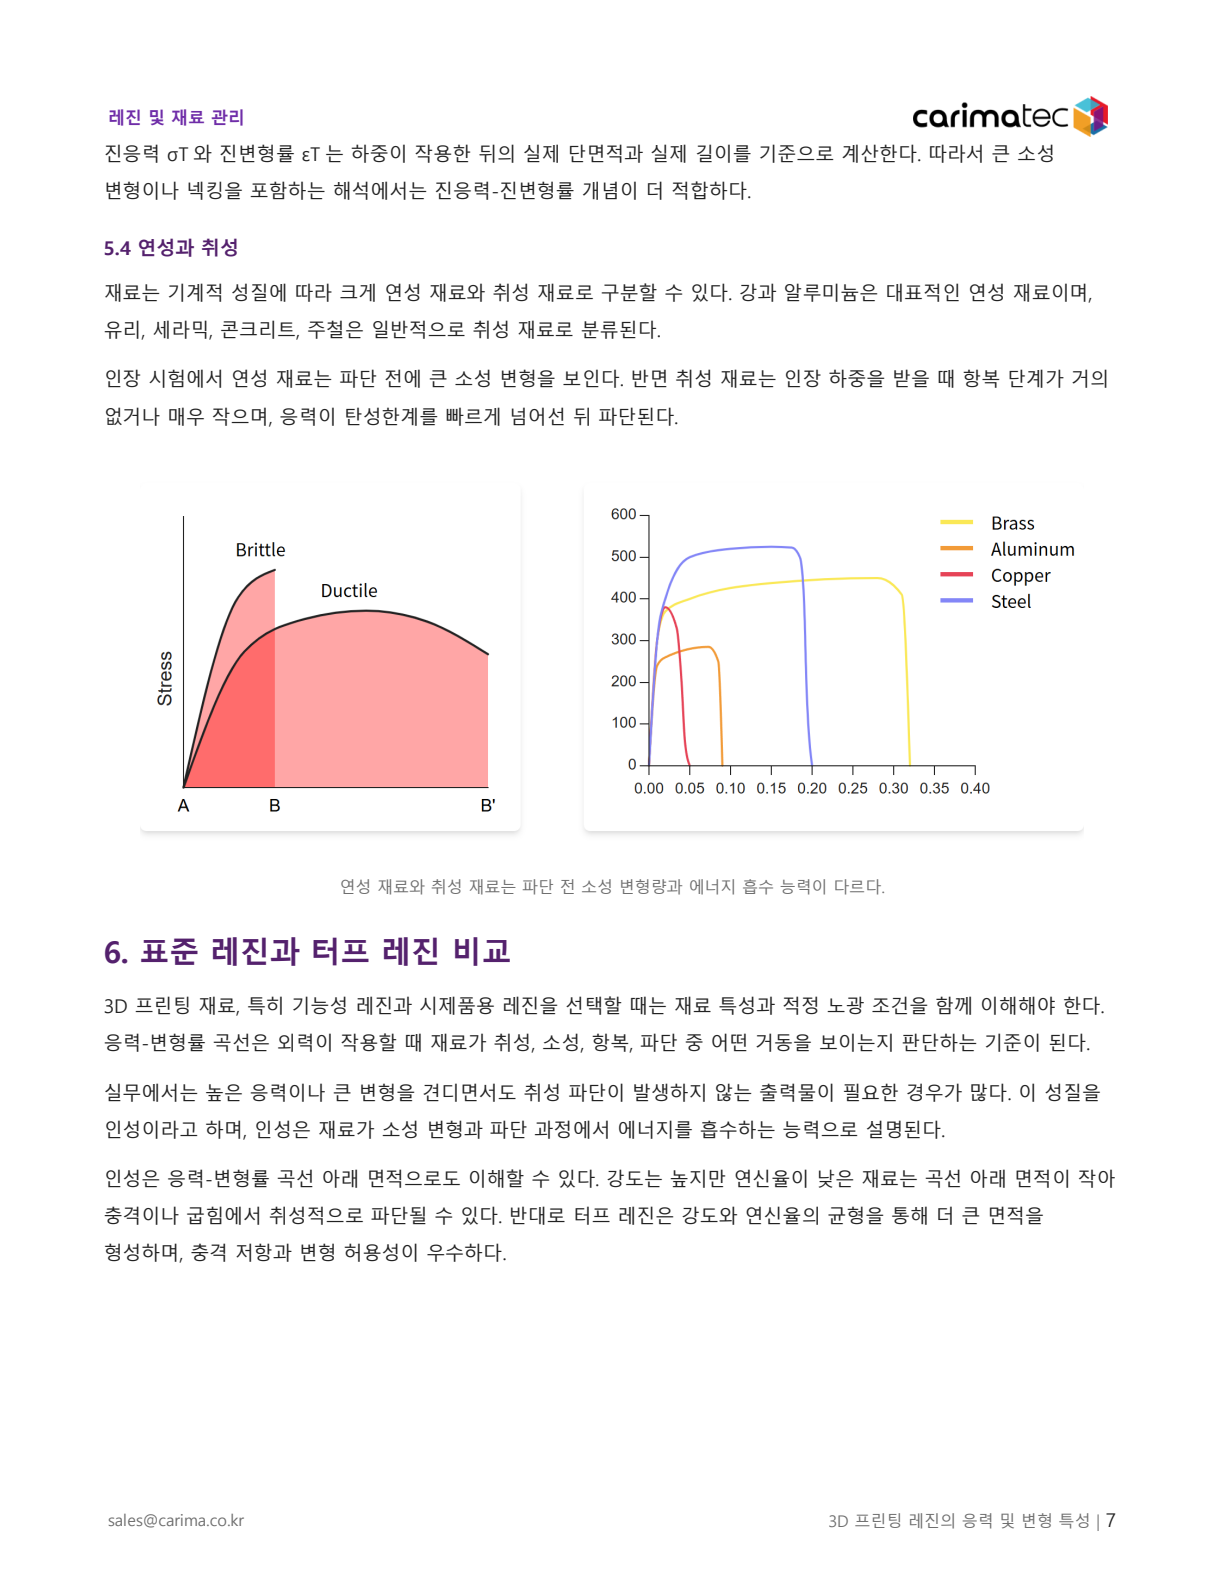 레진 및 재료 관리
carimatec
진응력 σT 와 진변형률 εT 는 하중이 작용한 뒤의 실제 단면적과 실제 길이를 기준으로 계산한다. 따라서 큰 소성
변형이나 넥킹을 포함하는 해석에서는 진응력-진변형률 개념이 더 적합하다.
5.4 연성과 취성
재료는 기계적 성질에 따라 크게 연성 재료와 취성 재료로 구분할 수 있다. 강과 알루미늄은 대표적인 연성 재료이며,
유리, 세라믹, 콘크리트, 주철은 일반적으로 취성 재료로 분류된다.
인장 시험에서 연성 재료는 파단 전에 큰 소성 변형을 보인다. 반면 취성 재료는 인장 하중을 받을 때 항복 단계가 거의
없거나 매우 작으며, 응력이 탄성한계를 빠르게 넘어선 뒤 파단된다.
Brittle
Ductile
Stress
A B B'
600
500
400
300
200
100
0
0.00 0.05 0.10 0.15 0.20 0.25 0.30 0.35 0.40
Brass
Aluminum
Copper
Steel
연성 재료와 취성 재료는 파단 전 소성 변형량과 에너지 흡수 능력이 다르다.
6. 표준 레진과 터프 레진 비교
3D 프린팅 재료, 특히 기능성 레진과 시제품용 레진을 선택할 때는 재료 특성과 적정 노광 조건을 함께 이해해야 한다.
응력-변형률 곡선은 외력이 작용할 때 재료가 취성, 소성, 항복, 파단 중 어떤 거동을 보이는지 판단하는 기준이 된다.
실무에서는 높은 응력이나 큰 변형을 견디면서도 취성 파단이 발생하지 않는 출력물이 필요한 경우가 많다. 이 성질을
인성이라고 하며, 인성은 재료가 소성 변형과 파단 과정에서 에너지를 흡수하는 능력으로 설명된다.
인성은 응력-변형률 곡선 아래 면적으로도 이해할 수 있다. 강도는 높지만 연신율이 낮은 재료는 곡선 아래 면적이 작아
충격이나 굽힘에서 취성적으로 파단될 수 있다. 반대로 터프 레진은 강도와 연신율의 균형을 통해 더 큰 면적을
형성하며, 충격 저항과 변형 허용성이 우수하다.
sales@carima.co.kr
3D 프린팅 레진의 응력 및 변형 특성 | 7